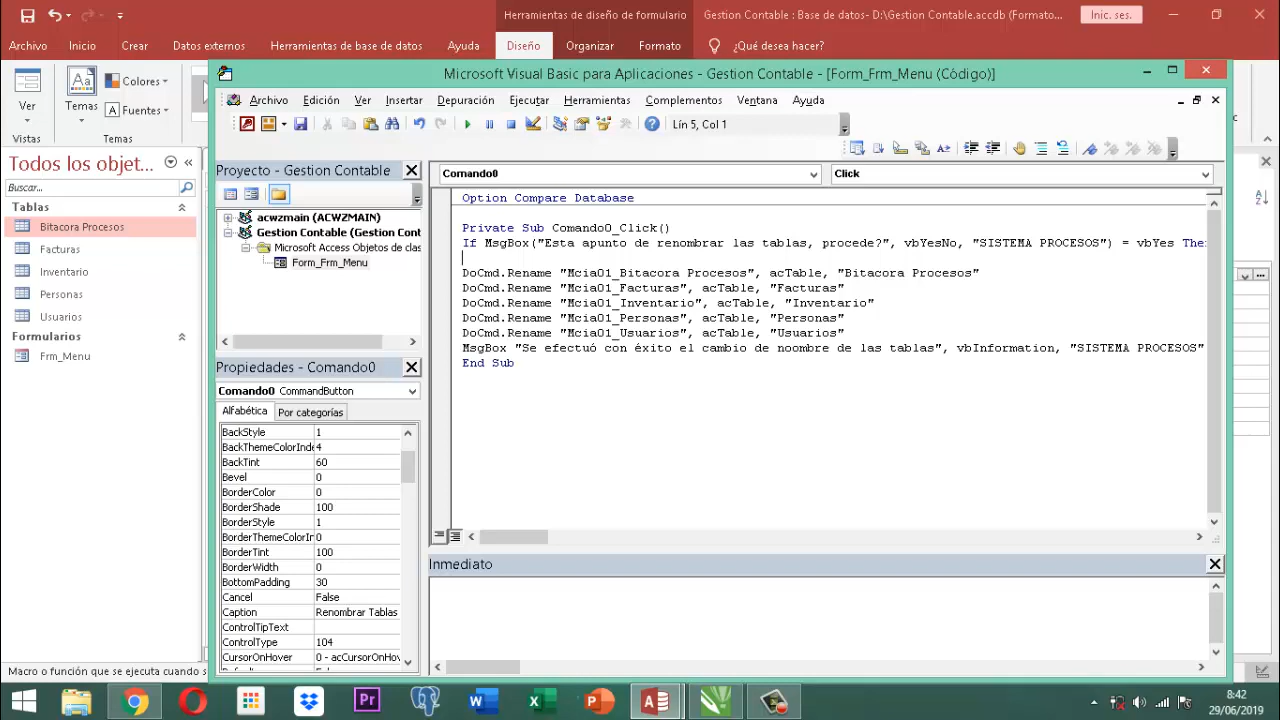 Herramientas de diseño de formulario
Gestion Contable : Base de datos- D:\Gestion Contable.accdb (Formato...
Inic. ses.
Archivo Inicio Crear Datos externos Herramientas de base de datos Ayuda Diseño Organizar Formato ¿Qué desea hacer?
Microsoft Visual Basic para Aplicaciones - Gestion Contable - [Form_Frm_Menu (Código)]
Ver
Temas
Colores
Fuentes
Vistas
Temas
Archivo Edición Ver Insertar Depuración Ejecutar Herramientas Complementos Ventana Ayuda
Lín 5, Col 1
Todos los objet...
Buscar...
Tablas
Bitacora Procesos
Facturas
Inventario
Personas
Usuarios
Formularios
Frm_Menu
Proyecto - Gestion Contable
acwzmain (ACWZMAIN)
Gestion Contable (Gestion Cont
Microsoft Access Objetos de clas
Form_Frm_Menu
Propiedades - Comando0
Comando0 CommandButton
Alfabética Por categorías
BackStyle 1
BackThemeColorInde 4
BackTint 60
Bevel 0
BorderColor 0
BorderShade 100
BorderStyle 1
BorderThemeColorIn 0
BorderTint 100
BorderWidth 0
BottomPadding 30
Cancel False
Caption Renombrar Tablas
ControlTipText
ControlType 104
CursorOnHover 0 - acCursorOnHov
Comando0 Click
Option Compare Database
Private Sub Comando0_Click()
If MsgBox("Esta apunto de renombrar las tablas, procede?", vbYesNo, "SISTEMA PROCESOS") = vbYes The
DoCmd.Rename "Mcia01_Bitacora Procesos", acTable, "Bitacora Procesos"
DoCmd.Rename "Mcia01_Facturas", acTable, "Facturas"
DoCmd.Rename "Mcia01_Inventario", acTable, "Inventario"
DoCmd.Rename "Mcia01_Personas", acTable, "Personas"
DoCmd.Rename "Mcia01_Usuarios", acTable, "Usuarios"
MsgBox "Se efectuó con éxito el cambio de noombre de las tablas", vbInformation, "SISTEMA PROCESOS"
End Sub
Inmediato
Macro o función que se ejecuta cuando s
8:42
29/06/2019